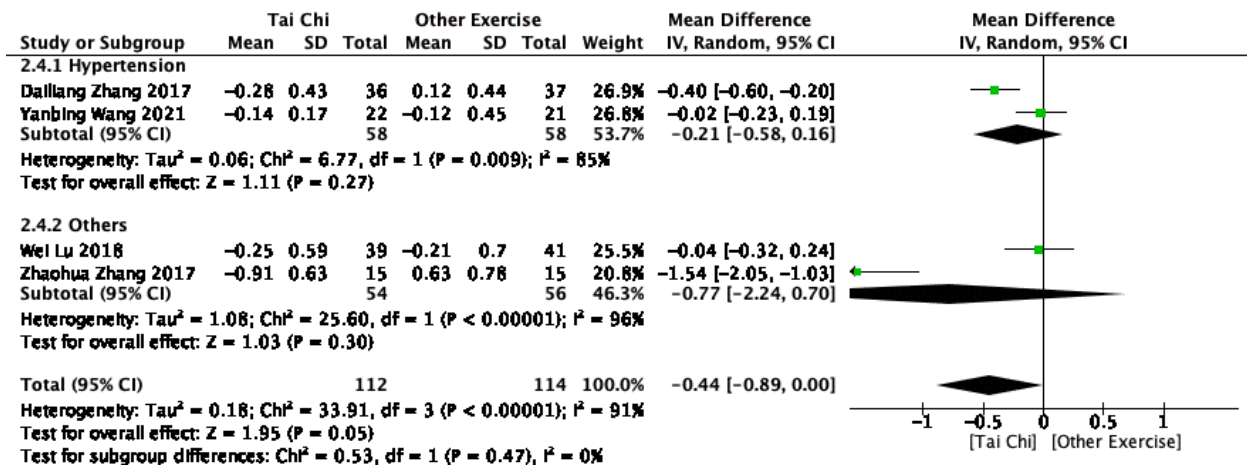 Tai Chi Other Exercise Mean Difference Mean Difference
Study or Subgroup Mean SD Total Mean SD Total Weight IV, Random, 95% CI IV, Random, 95% CI
2.4.1 Hypertension
Dailiang Zhang 2017 −0.28 0.43 36 0.12 0.44 37 26.9% −0.40 [−0.60, −0.20]
Yanbing Wang 2021 −0.14 0.17 22 −0.12 0.45 21 26.8% −0.02 [−0.23, 0.19]
Subtotal (95% CI) 58 58 53.7% −0.21 [−0.58, 0.16]
Heterogeneity: Tau² = 0.06; Chi² = 6.77, df = 1 (P = 0.009); I² = 85%
Test for overall effect: Z = 1.11 (P = 0.27)
2.4.2 Others
Wei Lu 2018 −0.25 0.59 39 −0.21 0.7 41 25.5% −0.04 [−0.32, 0.24]
Zhaohua Zhang 2017 −0.91 0.63 15 0.63 0.78 15 20.8% −1.54 [−2.05, −1.03]
Subtotal (95% CI) 54 56 46.3% −0.77 [−2.24, 0.70]
Heterogeneity: Tau² = 1.08; Chi² = 25.60, df = 1 (P < 0.00001); I² = 96%
Test for overall effect: Z = 1.03 (P = 0.30)
Total (95% CI) 112 114 100.0% −0.44 [−0.89, 0.00]
Heterogeneity: Tau² = 0.18; Chi² = 33.91, df = 3 (P < 0.00001); I² = 91%
Test for overall effect: Z = 1.95 (P = 0.05)
Test for subgroup differences: Chi² = 0.53, df = 1 (P = 0.47), I² = 0%
−1 −0.5 0 0.5 1
[Tai Chi] [Other Exercise]